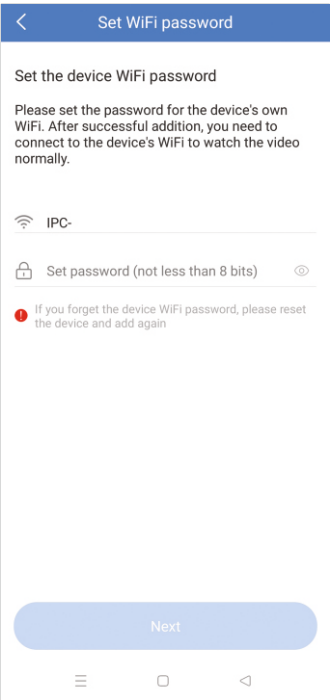 Set WiFi password
Set the device WiFi password
Please set the password for the device's own
WiFi. After successful addition, you need to
connect to the device's WiFi to watch the video
normally.
IPC-
Set password (not less than 8 bits)
If you forget the device WiFi password, please reset
the device and add again
Next